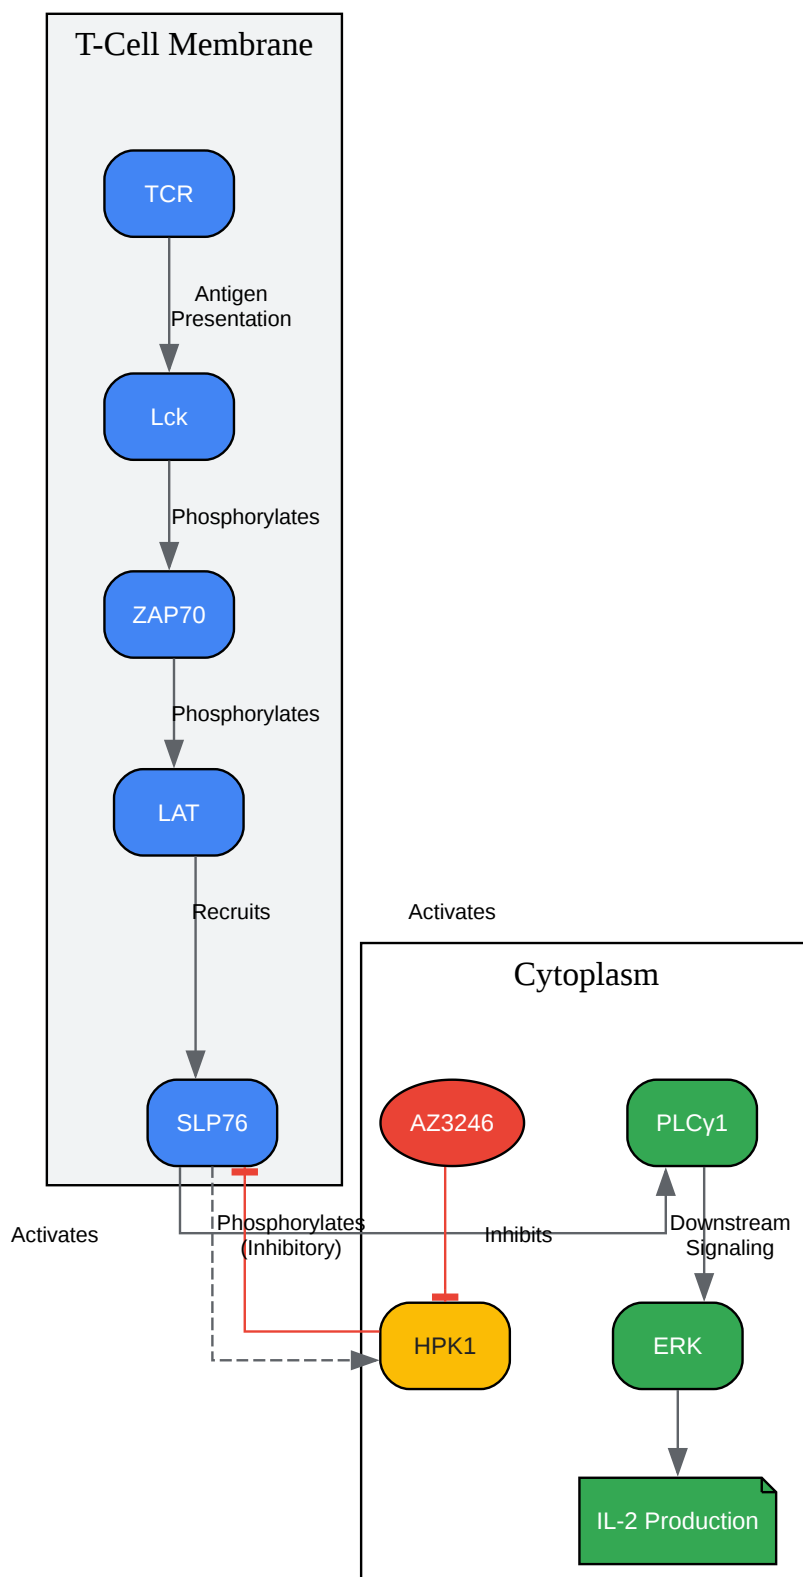 T-Cell Membrane
TCR
Antigen
Presentation
Lck
Phosphorylates
ZAP70
Phosphorylates
LAT
Recruits
Activates
Cytoplasm
SLP76
AZ3246
PLCγ1
Activates
Phosphorylates
(Inhibitory)
Inhibits
Downstream
Signaling
HPK1
ERK
IL-2 Production